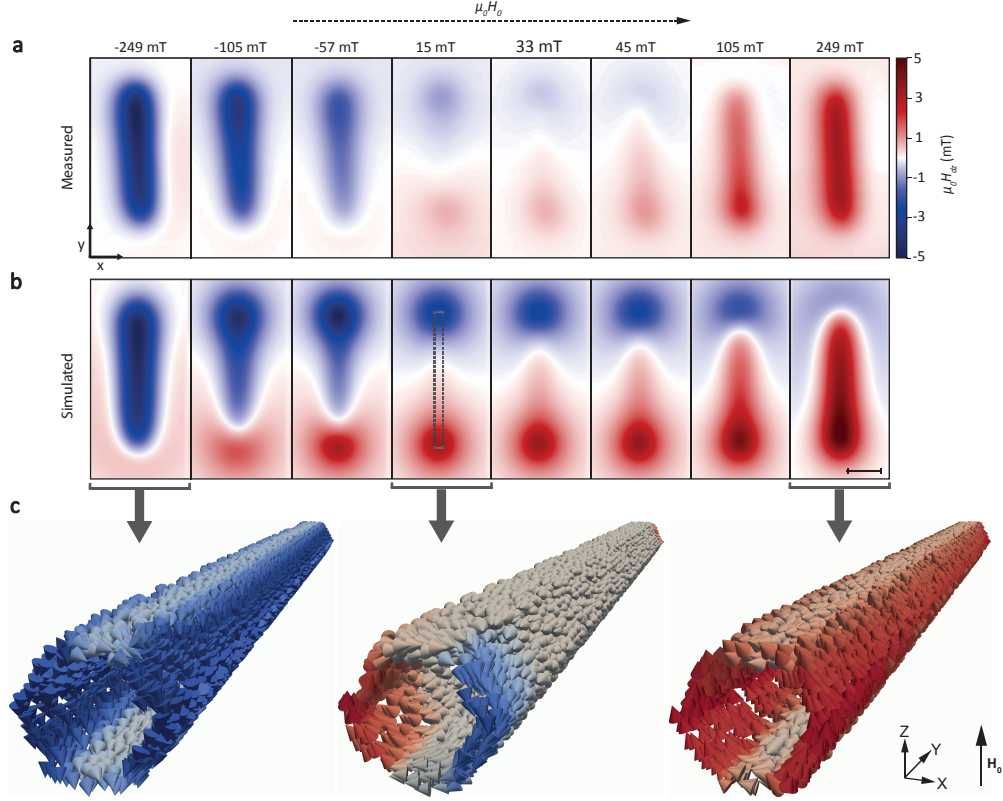 μ₀H₀
a
-249 mT -105 mT -57 mT 15 mT 33 mT 45 mT 105 mT 249 mT
Measured
y
x
5
3
1
-1
-3
-5
μ₀H_dz (mT)
b
Simulated
c
Z
Y
X
H₀